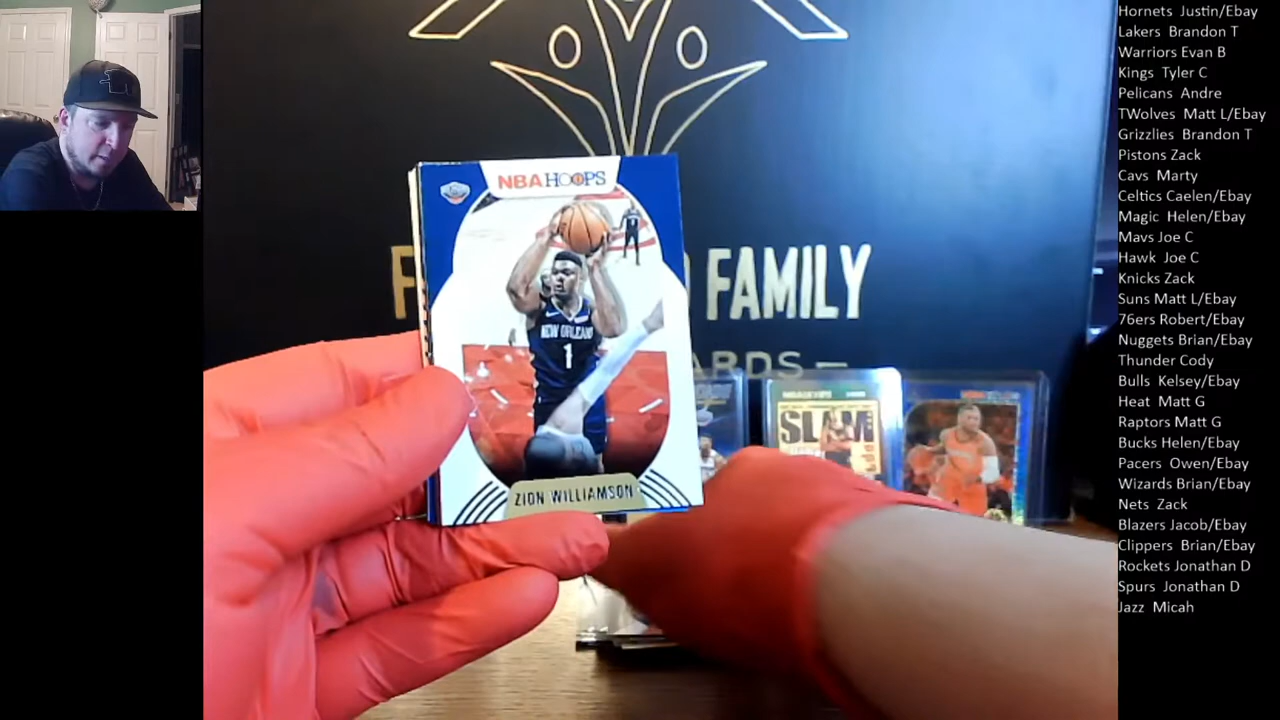 NBA HOOPS
NEW ORLEANS
1
ZION WILLIAMSON
FAMILY
SLAM
Hornets Justin/Ebay
Lakers Brandon T
Warriors Evan B
Kings Tyler C
Pelicans Andre
TWolves Matt L/Ebay
Grizzlies Brandon T
Pistons Zack
Cavs Marty
Celtics Caelen/Ebay
Magic Helen/Ebay
Mavs Joe C
Hawk Joe C
Knicks Zack
Suns Matt L/Ebay
76ers Robert/Ebay
Nuggets Brian/Ebay
Thunder Cody
Bulls Kelsey/Ebay
Heat Matt G
Raptors Matt G
Bucks Helen/Ebay
Pacers Owen/Ebay
Wizards Brian/Ebay
Nets Zack
Blazers Jacob/Ebay
Clippers Brian/Ebay
Rockets Jonathan D
Spurs Jonathan D
Jazz Micah